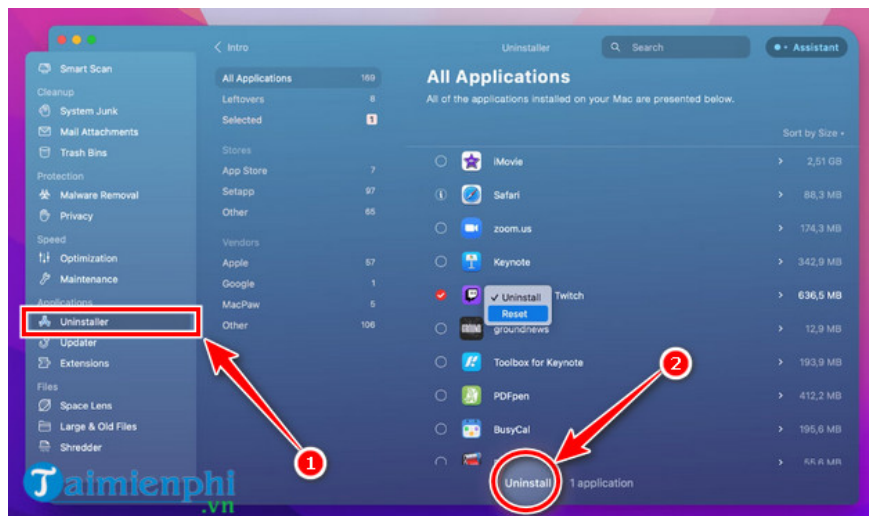 Intro
Uninstaller
Search
Assistant
Smart Scan
Cleanup
System Junk
Mail Attachments
Trash Bins
Protection
Malware Removal
Privacy
Speed
Optimization
Maintenance
Applications
Uninstaller
Updater
Extensions
Files
Space Lens
Large & Old Files
Shredder
All Applications 169
Leftovers 8
Selected 1
Stores
App Store 7
Setapp 97
Other 65
Vendors
Apple 57
Google 1
MacPaw 5
Other 106
All Applications
All of the applications installed on your Mac are presented below.
Sort by Size
iMovie 2,51 GB
Safari 88,3 MB
zoom.us 174,3 MB
Keynote 342,9 MB
Uninstall Twitch 636,5 MB
Reset
GROUND groundnews 12,9 MB
Toolbox for Keynote 193,9 MB
PDFpen 412,2 MB
BusyCal 195,6 MB
55,8 MB
Uninstall 1 application
1
2
Taimienphi
.vn